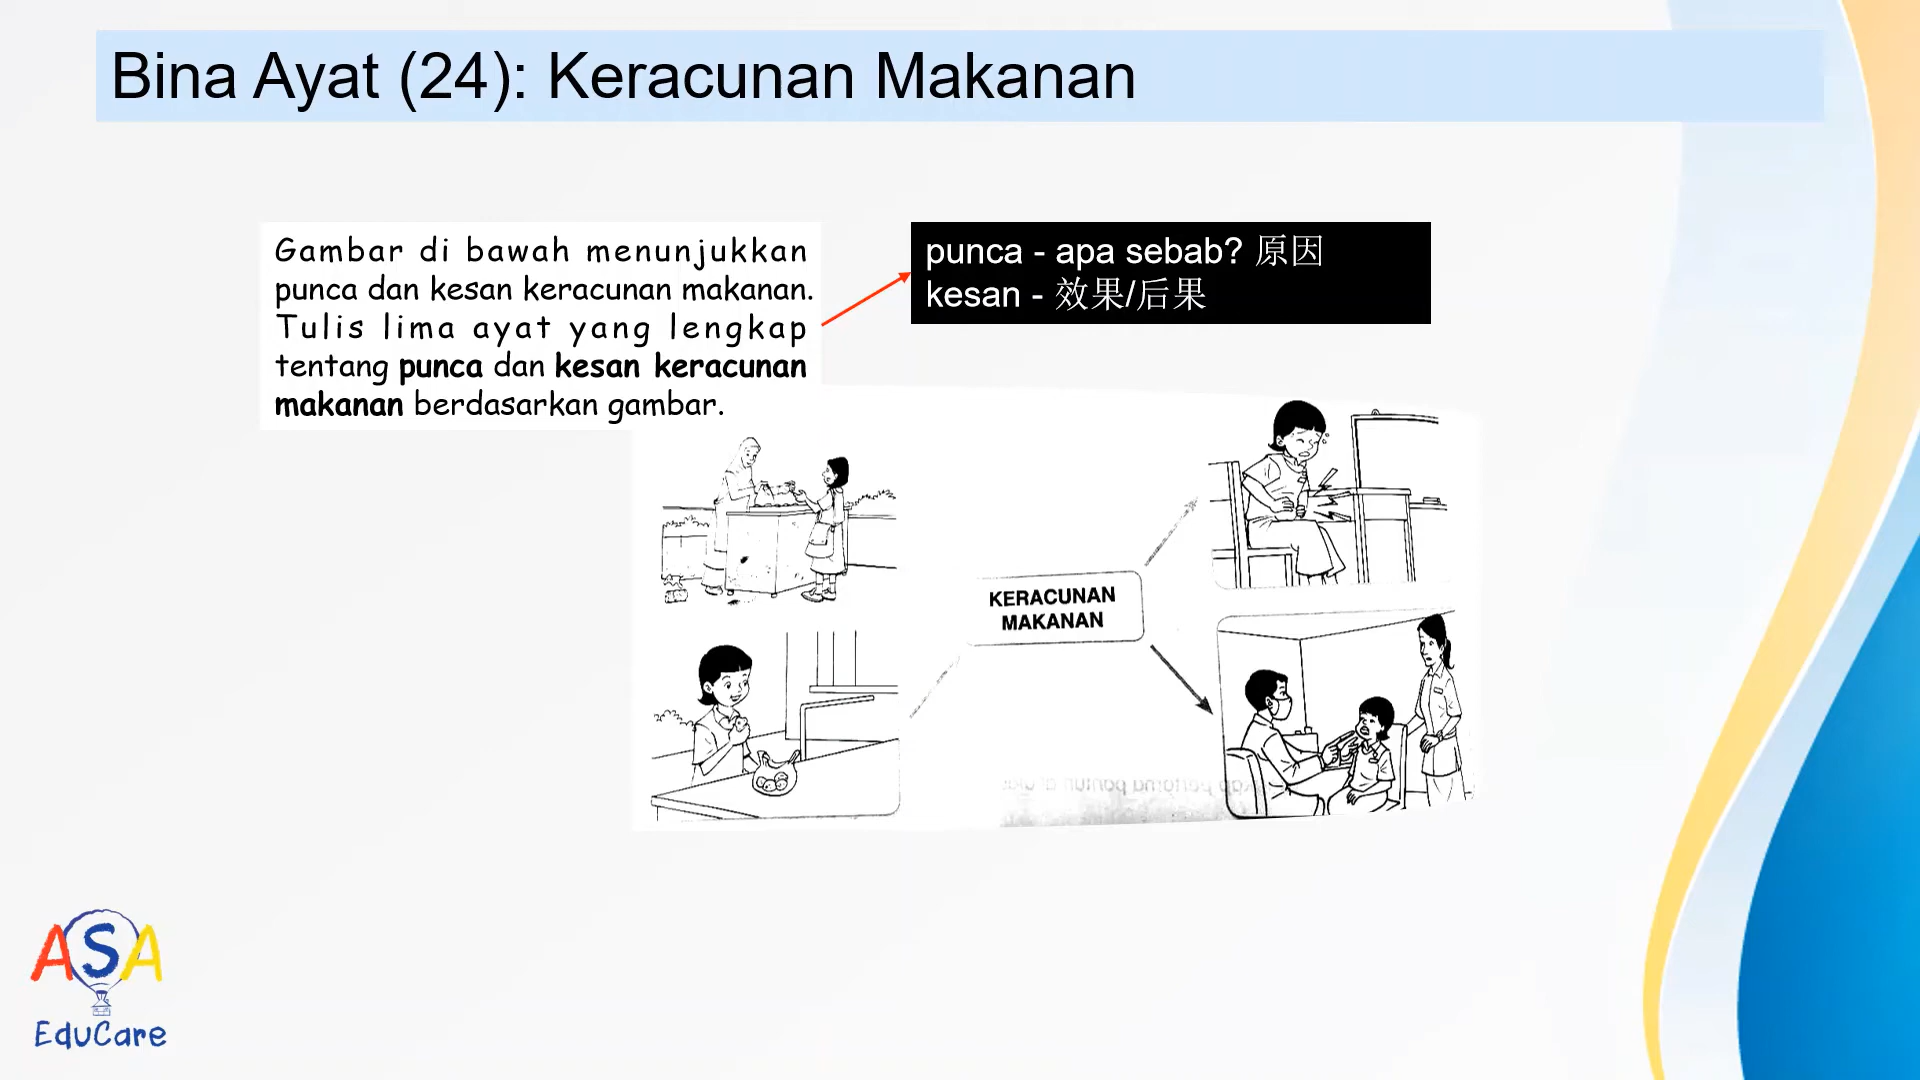 Bina Ayat (24): Keracunan Makanan
Gambar di bawah menunjukkan
punca dan kesan keracunan makanan.
Tulis lima ayat yang lengkap
tentang punca dan kesan keracunan
makanan berdasarkan gambar.
punca - apa sebab? 原因
kesan - 效果/后果
KERACUNAN
MAKANAN
ASA
EduCare